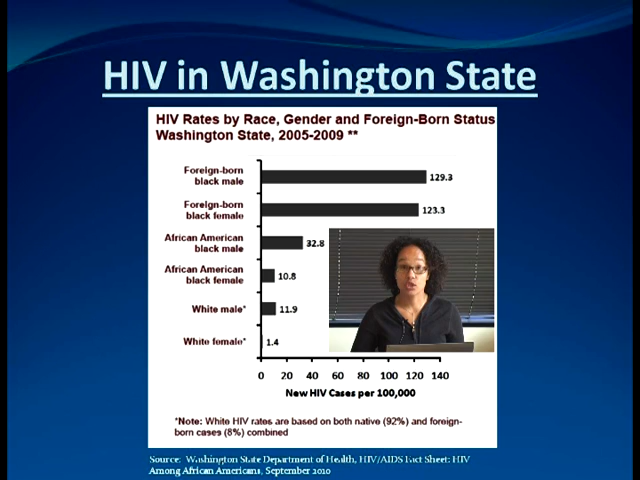 HIV in Washington State
HIV Rates by Race, Gender and Foreign-Born Status
Washington State, 2005-2009 **
Foreign-born
black male
129.3
Foreign-born
black female
123.3
African American
black male
32.8
African American
black female
10.8
White male*
11.9
White female*
1.4
0 20 40 60 80 100 120 140
New HIV Cases per 100,000
*Note: White HIV rates are based on both native (92%) and foreign-
born cases (8%) combined
Source: Washington State Department of Health, HIV/AIDS Fact Sheet: HIV
Among African Americans, September 2010